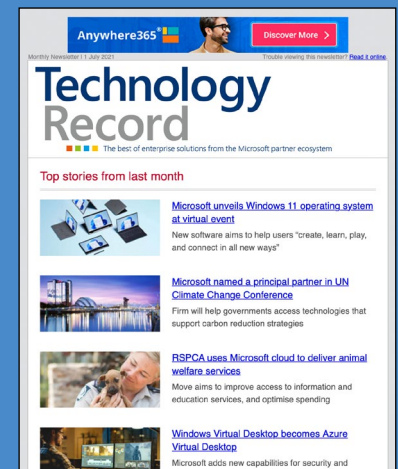 Anywhere365®
Discover More >
Monthly Newsletter | 1 July 2021
Trouble viewing this newsletter? Read it online.
Technology
Record
The best of enterprise solutions from the Microsoft partner ecosystem
Top stories from last month
Microsoft unveils Windows 11 operating system
at virtual event
New software aims to help users "create, learn, play,
and connect in all new ways"
Microsoft named a principal partner in UN
Climate Change Conference
Firm will help governments access technologies that
support carbon reduction strategies
RSPCA uses Microsoft cloud to deliver animal
welfare services
Move aims to improve access to information and
education services, and optimise spending
Windows Virtual Desktop becomes Azure
Virtual Desktop
Microsoft adds new capabilities for security and